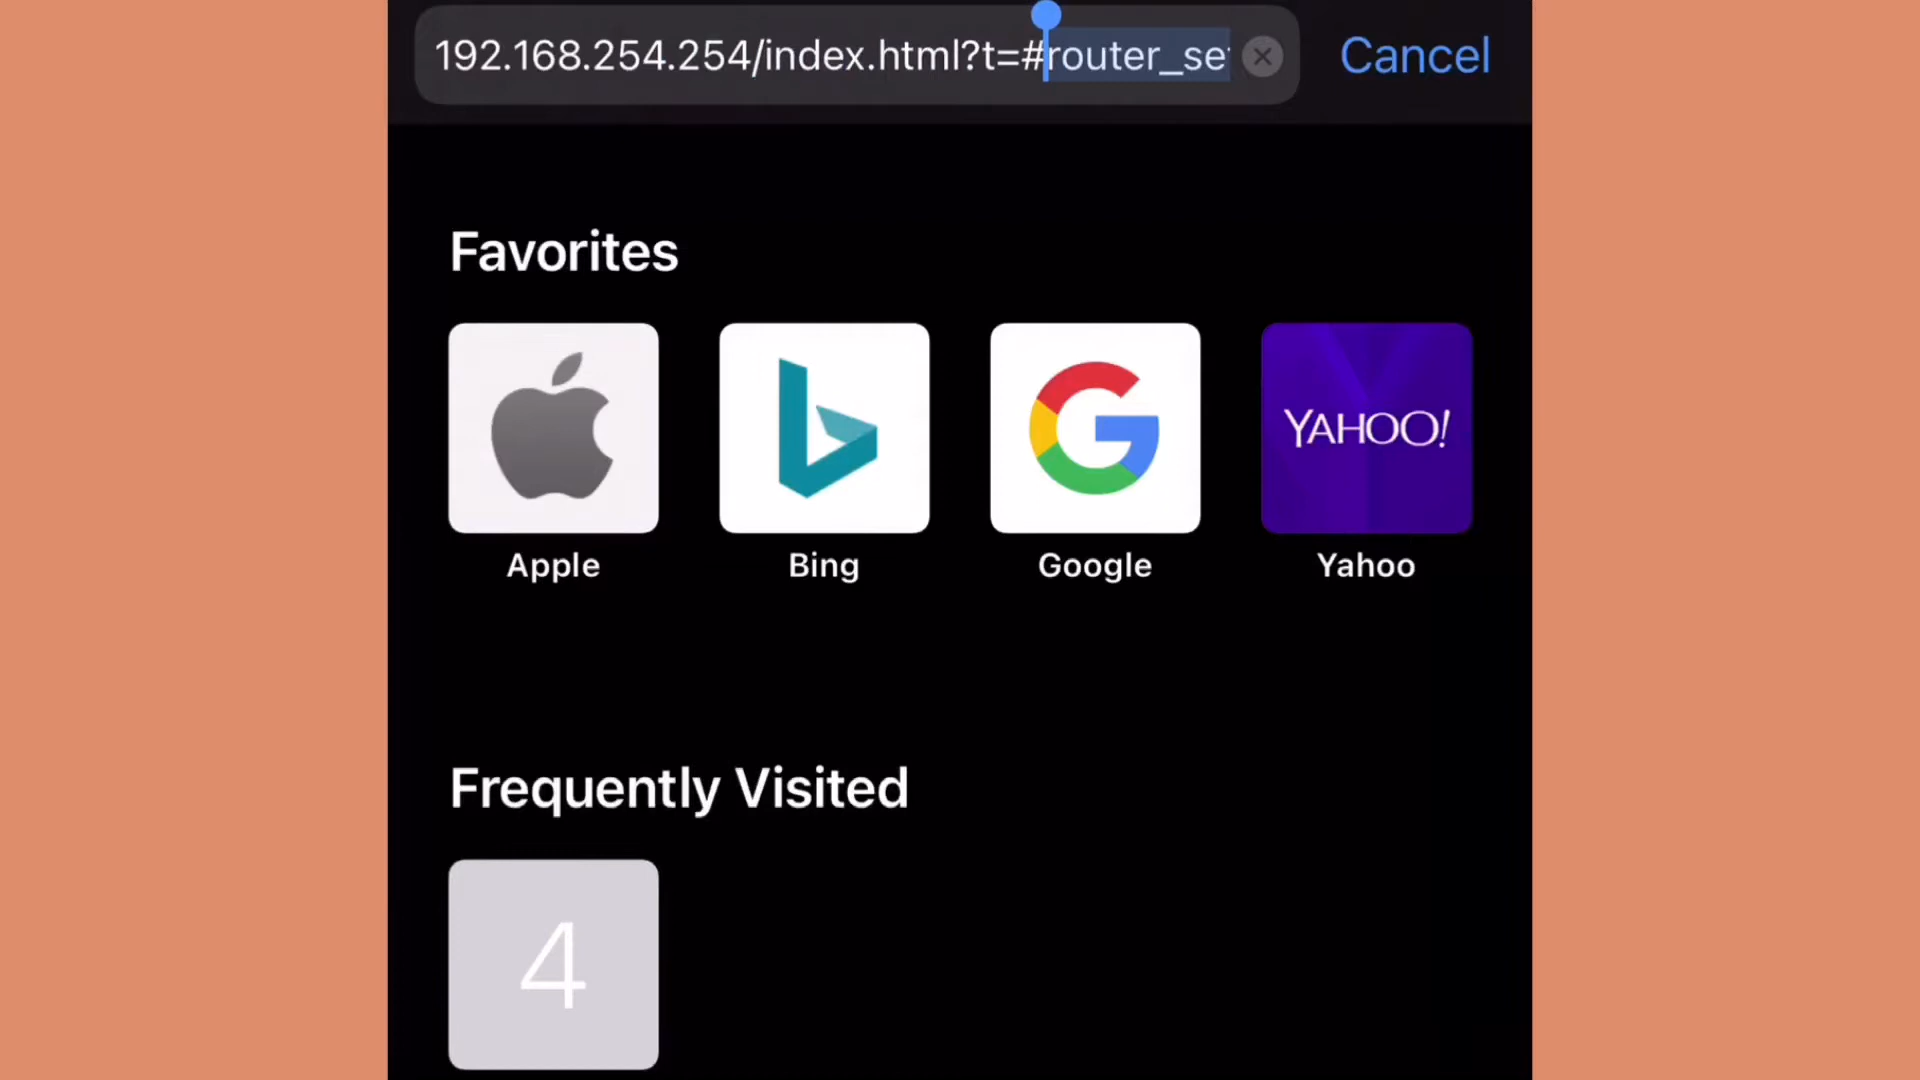 192.168.254.254/index.html?t=#router_se
Cancel
Favorites
YAHOO!
Apple
Bing
Google
Yahoo
Frequently Visited
4